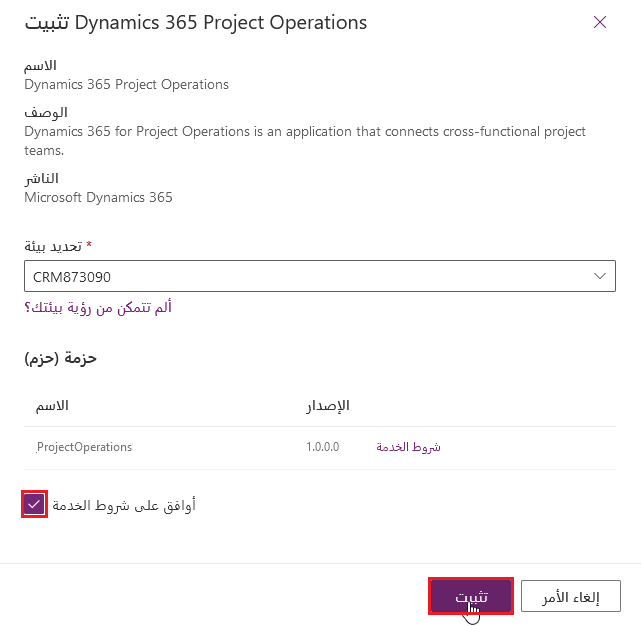 تثبيت Dynamics 365 Project Operations
الاسم
Dynamics 365 Project Operations
الوصف
Dynamics 365 for Project Operations is an application that connects cross-functional project
teams.
الناشر
Microsoft Dynamics 365
تحديد بيئة *
CRM873090
ألم تتمكن من رؤية بيئتك؟
حزمة (حزم)
الاسم الإصدار
ProjectOperations 1.0.0.0 شروط الخدمة
أوافق على شروط الخدمة
تثبيت إلغاء الأمر